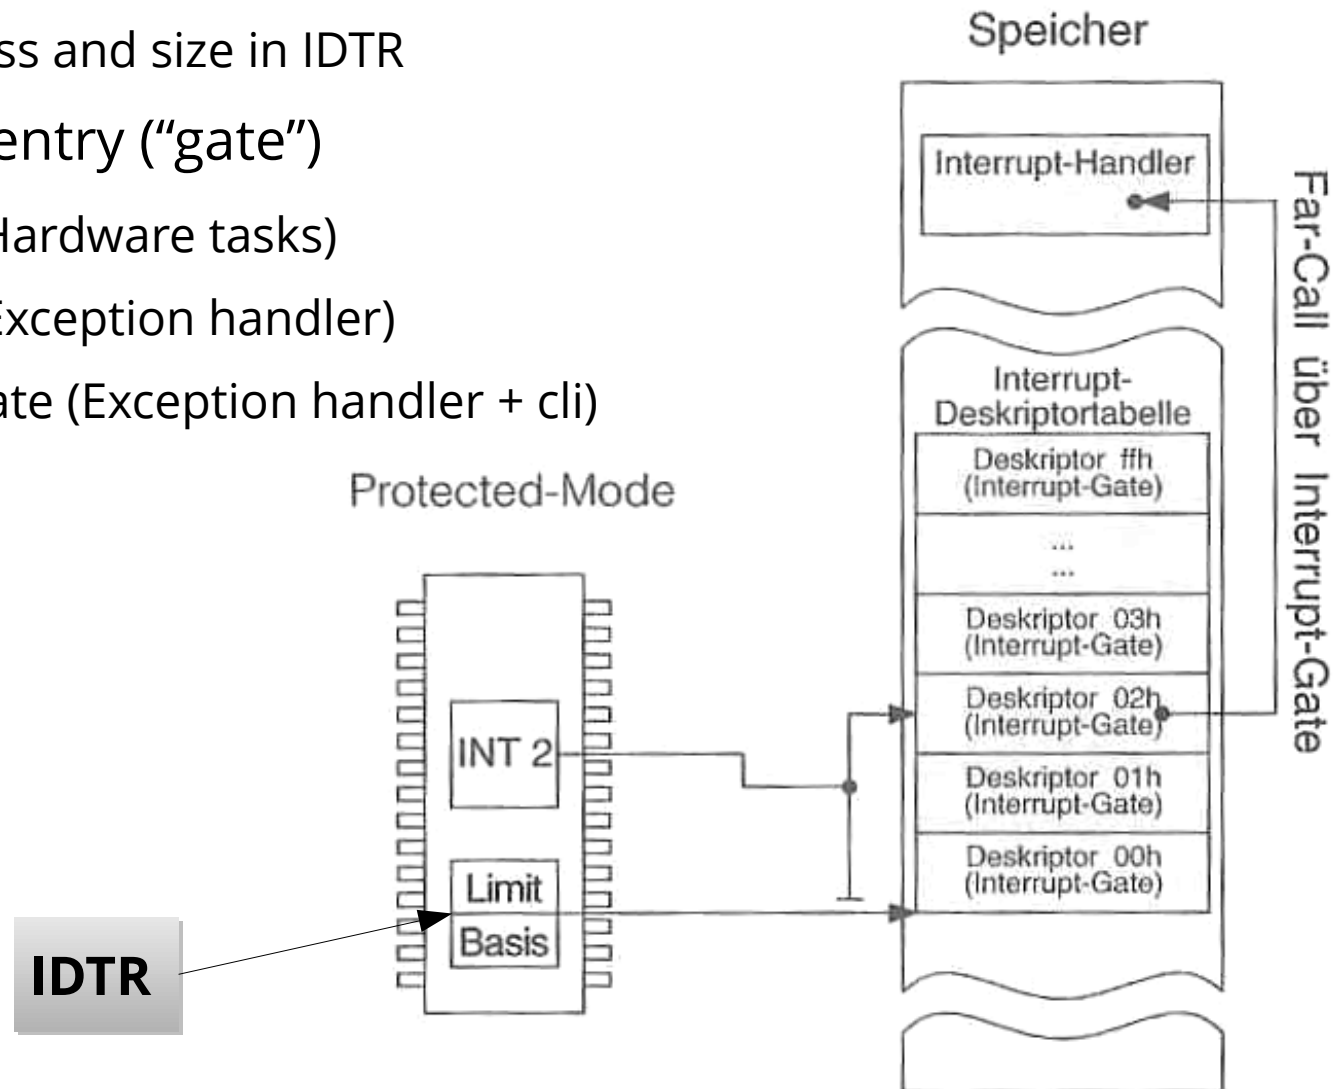 ss and size in IDTR
entry (“gate”)
Hardware tasks)
Exception handler)
ate (Exception handler + cli)
Speicher
Interrupt-Handler
Far-Call über Interrupt-Gate
Interrupt-
Deskriptortabelle
Deskriptor ffh
(Interrupt-Gate)
...
...
Deskriptor 03h
(Interrupt-Gate)
Deskriptor 02h
(Interrupt-Gate)
Deskriptor 01h
(Interrupt-Gate)
Deskriptor 00h
(Interrupt-Gate)
Protected-Mode
INT 2
Limit
Basis
IDTR